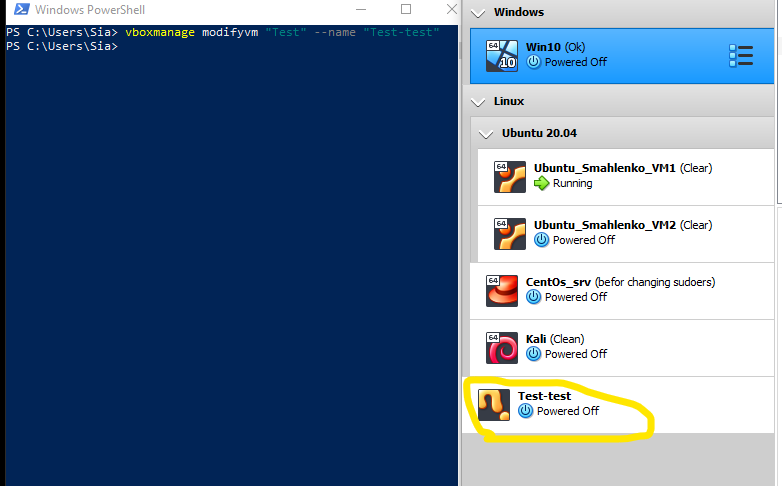 Windows PowerShell
PS C:\Users\Sia> vboxmanage modifyvm "Test" --name "Test-test"
PS C:\Users\Sia>
Windows
64
10
Win10 (Ok)
Powered Off
Linux
Ubuntu 20.04
64
Ubuntu_Smahlenko_VM1 (Clear)
Running
64
Ubuntu_Smahlenko_VM2 (Clear)
Powered Off
64
CentOs_srv (befor changing sudoers)
Powered Off
64
Kali (Clean)
Powered Off
Test-test
Powered Off